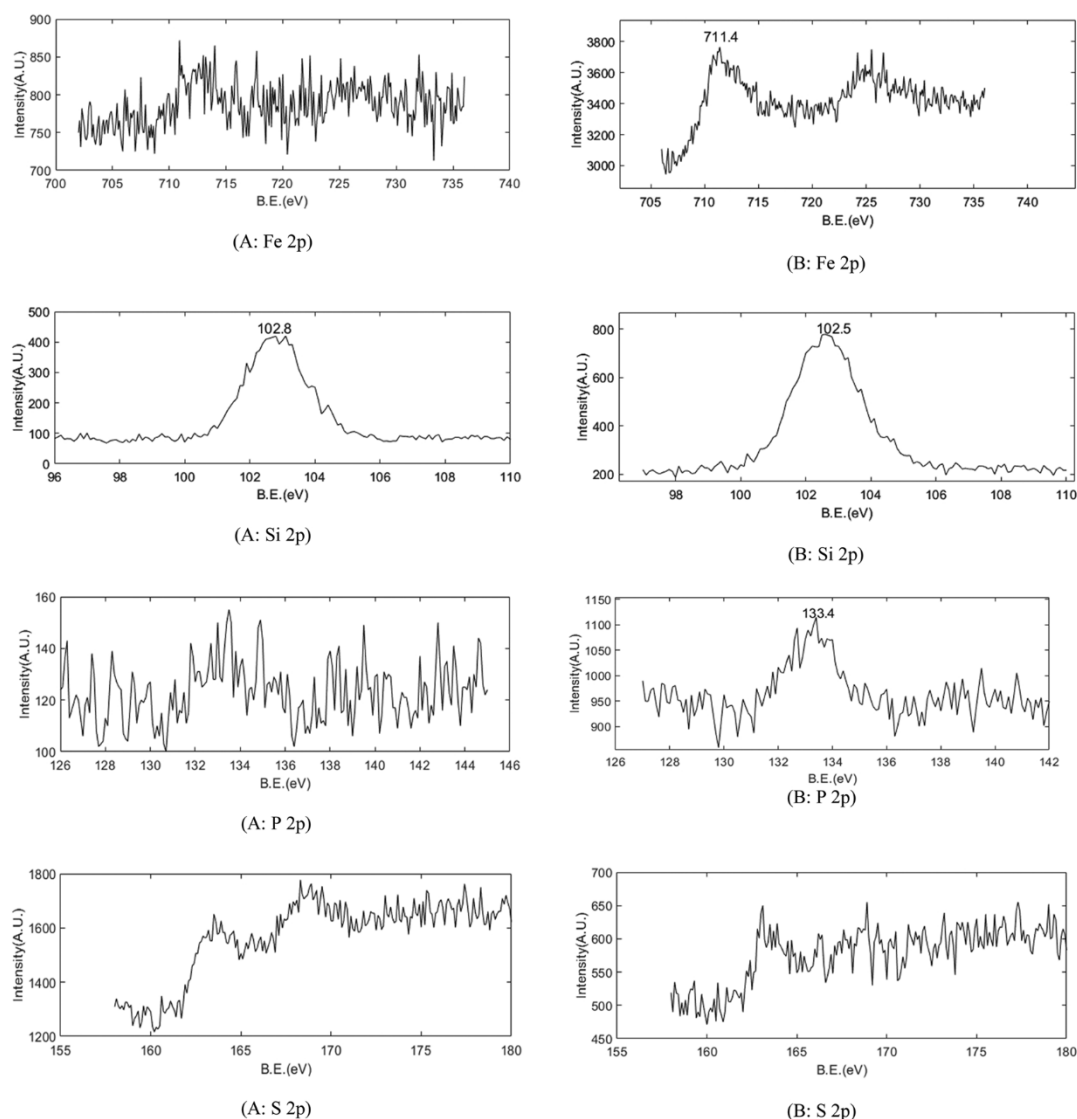 900
850
800
750
700
Intensity(A.U.)
700 705 710 715 720 725 730 735 740
B.E.(eV)
(A: Fe 2p)
711.4
3800
3600
3400
3200
3000
Intensity(A.U.)
705 710 715 720 725 730 735 740
B.E.(eV)
(B: Fe 2p)
102.8
500
400
300
200
100
0
Intensity(A.U.)
96 98 100 102 104 106 108 110
B.E.(eV)
(A: Si 2p)
102.5
800
600
400
200
Intensity(A.U.)
98 100 102 104 106 108 110
B.E.(eV)
(B: Si 2p)
160
140
120
100
Intensity(A.U.)
126 128 130 132 134 136 138 140 142 144 146
B.E.(eV)
(A: P 2p)
133.4
1150
1100
1050
1000
950
900
Intensity(A.U.)
126 128 130 132 134 136 138 140 142
B.E.(eV)
(B: P 2p)
1800
1600
1400
1200
Intensity(A.U.)
155 160 165 170 175 180
B.E.(eV)
(A: S 2p)
700
650
600
550
500
450
Intensity(A.U.)
155 160 165 170 175 180
B.E.(eV)
(B: S 2p)